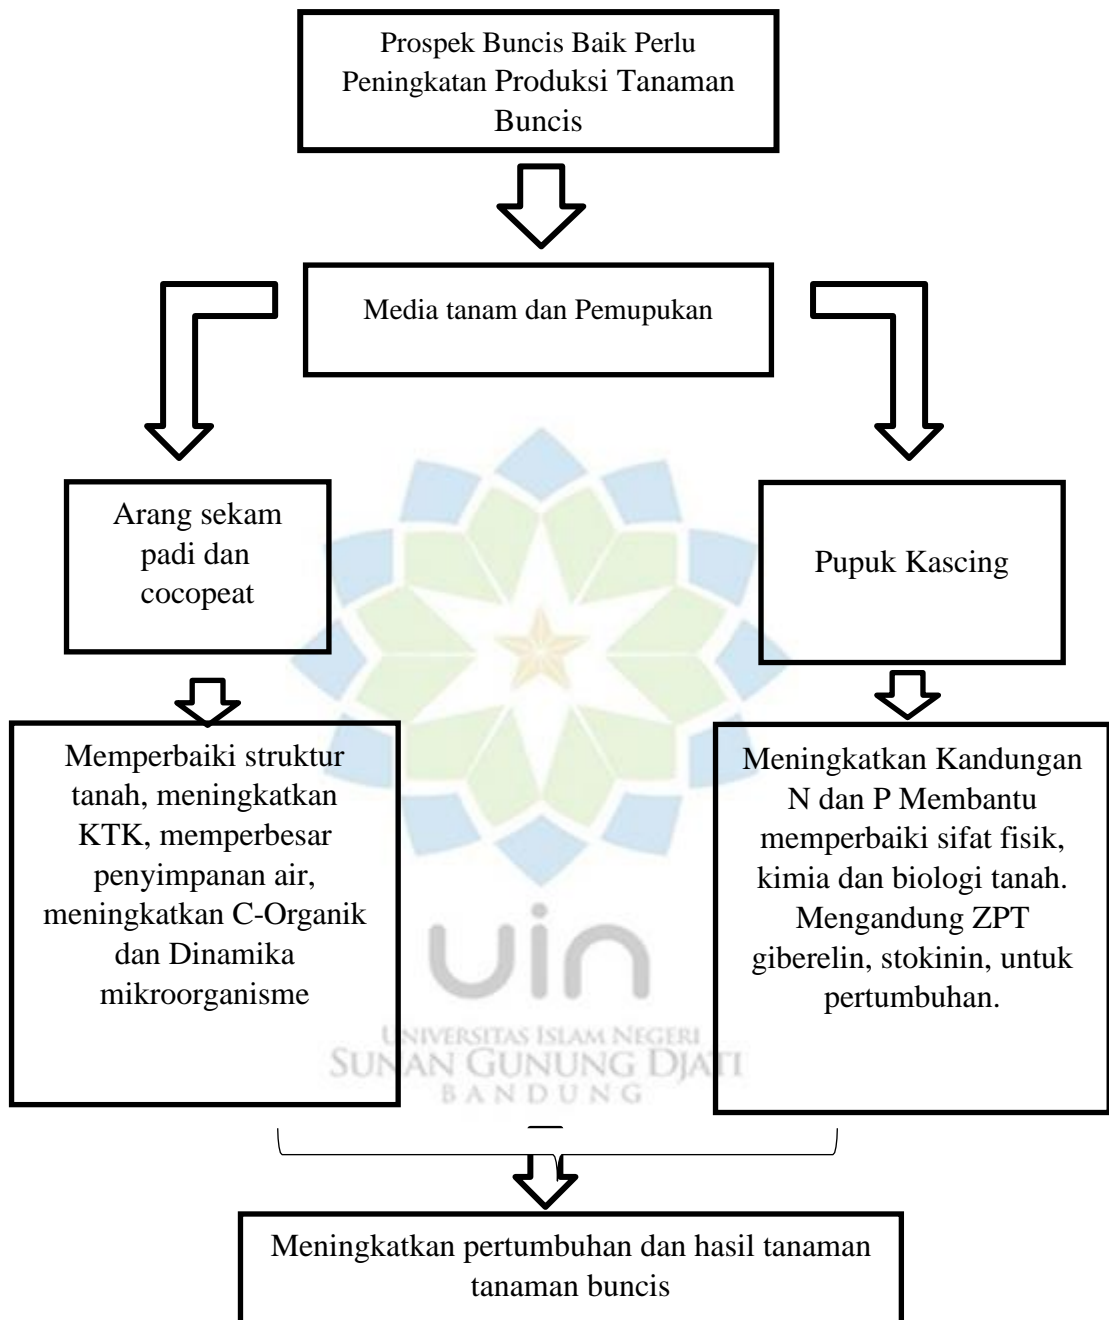 Prospek Buncis Baik Perlu
Peningkatan Produksi Tanaman
Buncis
Media tanam dan Pemupukan
Arang sekam
padi dan
cocopeat
Pupuk Kascing
Memperbaiki struktur
tanah, meningkatkan
KTK, memperbesar
penyimpanan air,
meningkatkan C-Organik
dan Dinamika
mikroorganisme
Meningkatkan Kandungan
N dan P Membantu
memperbaiki sifat fisik,
kimia dan biologi tanah.
Mengandung ZPT
giberelin, stokinin, untuk
pertumbuhan.
uin
UNIVERSITAS ISLAM NEGERI
SUNAN GUNUNG DJATI
BANDUNG
Meningkatkan pertumbuhan dan hasil tanaman
tanaman buncis